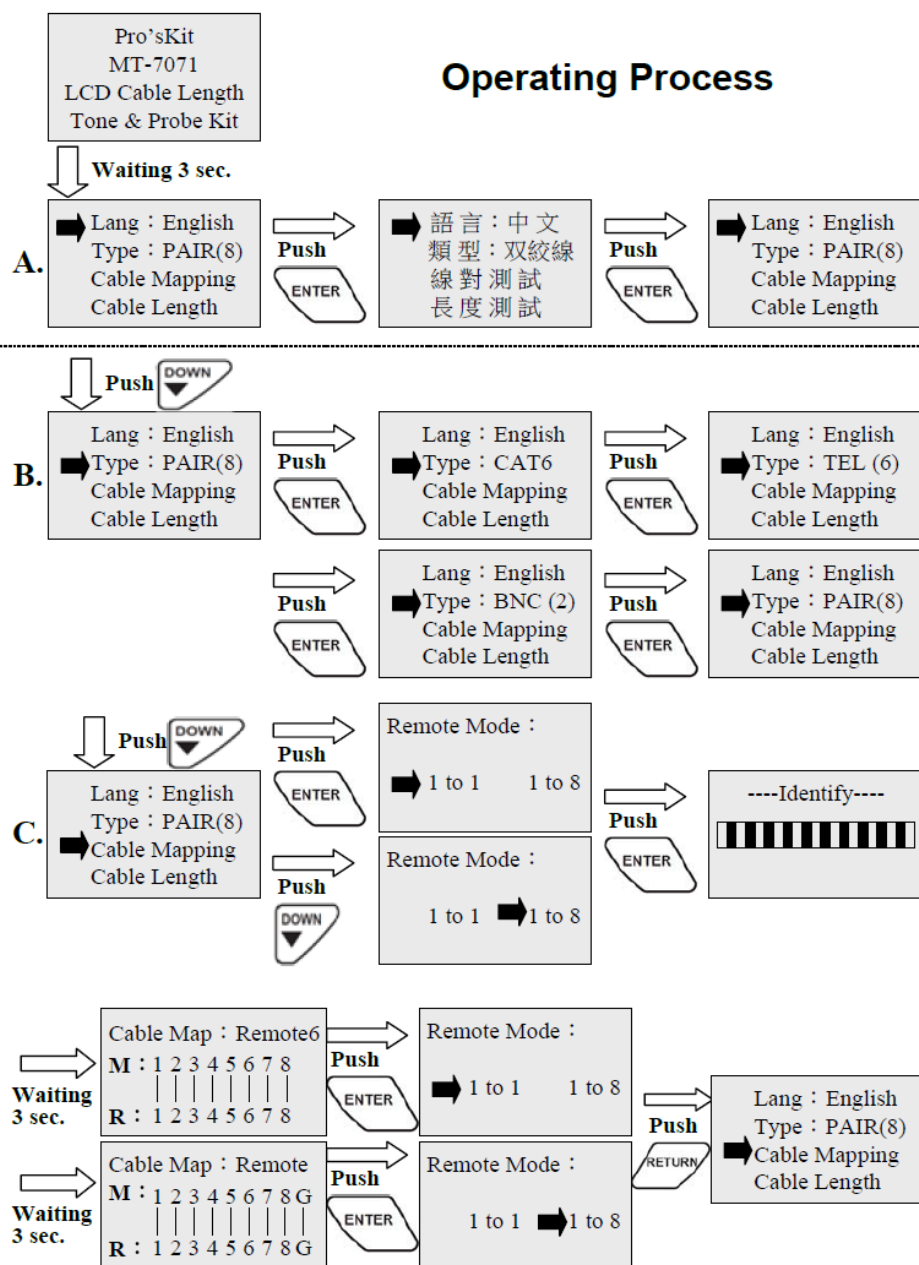 Pro'sKit
MT-7071
LCD Cable Length
Tone & Probe Kit
Operating Process
Waiting 3 sec.
A.
Lang：English
Type：PAIR(8)
Cable Mapping
Cable Length
Push
ENTER
語言：中文
類型：双絞線
線對測試
長度測試
Push
ENTER
Lang：English
Type：PAIR(8)
Cable Mapping
Cable Length
Push
DOWN
B.
Lang：English
Type：PAIR(8)
Cable Mapping
Cable Length
Push
ENTER
Lang：English
Type：CAT6
Cable Mapping
Cable Length
Push
ENTER
Lang：English
Type：TEL (6)
Cable Mapping
Cable Length
Push
ENTER
Lang：English
Type：BNC (2)
Cable Mapping
Cable Length
Push
ENTER
Lang：English
Type：PAIR(8)
Cable Mapping
Cable Length
Push
DOWN
C.
Lang：English
Type：PAIR(8)
Cable Mapping
Cable Length
Push
ENTER
Remote Mode：
1 to 1 1 to 8
Push
DOWN
Remote Mode：
1 to 1 1 to 8
Push
ENTER
----Identify----
Waiting
3 sec.
Cable Map：Remote6
M：1 2 3 4 5 6 7 8
R：1 2 3 4 5 6 7 8
Push
ENTER
Remote Mode：
1 to 1 1 to 8
Waiting
3 sec.
Cable Map：Remote
M：1 2 3 4 5 6 7 8 G
R：1 2 3 4 5 6 7 8 G
Push
ENTER
Remote Mode：
1 to 1 1 to 8
Push
RETURN
Lang：English
Type：PAIR(8)
Cable Mapping
Cable Length